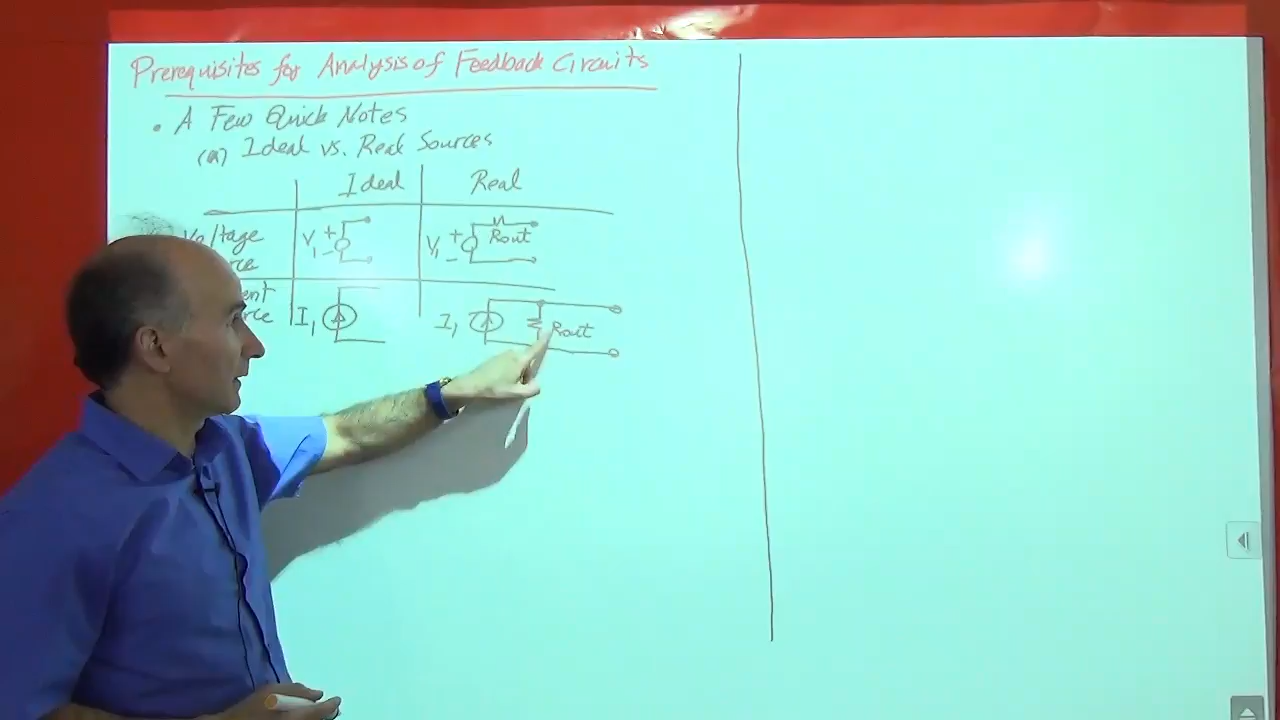 Prerequisites for Analysis of Feedback Circuits
• A Few Quick Notes
(a) Ideal vs. Real Sources
Ideal Real
Voltage V1 + - V1 + - Rout
I1 I1 Rout